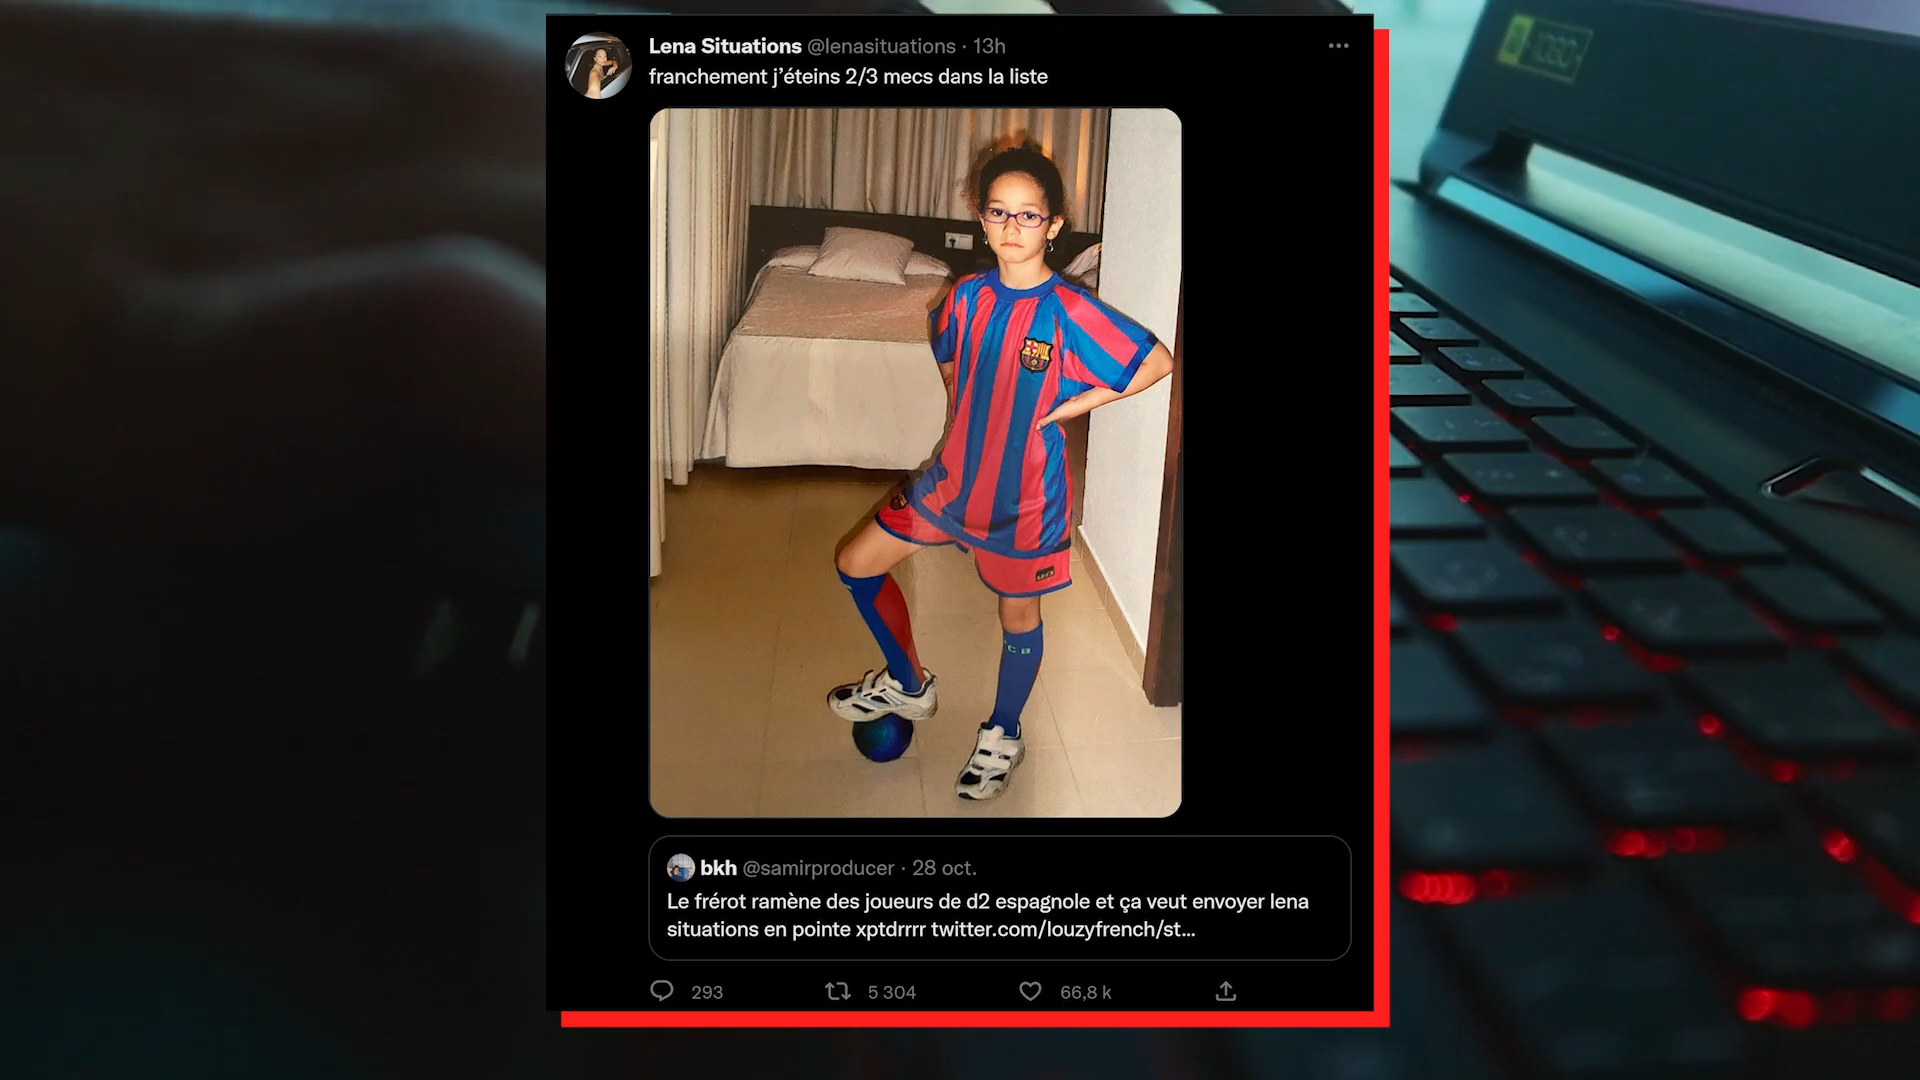 Lena Situations @lenasituations · 13h
franchement j’éteins 2/3 mecs dans la liste
bkh @samirproducer · 28 oct.
Le frérot ramène des joueurs de d2 espagnole et ça veut envoyer lena
situations en pointe xptdrrrr twitter.com/louzyfrench/st...
293
5 304
66,8 k